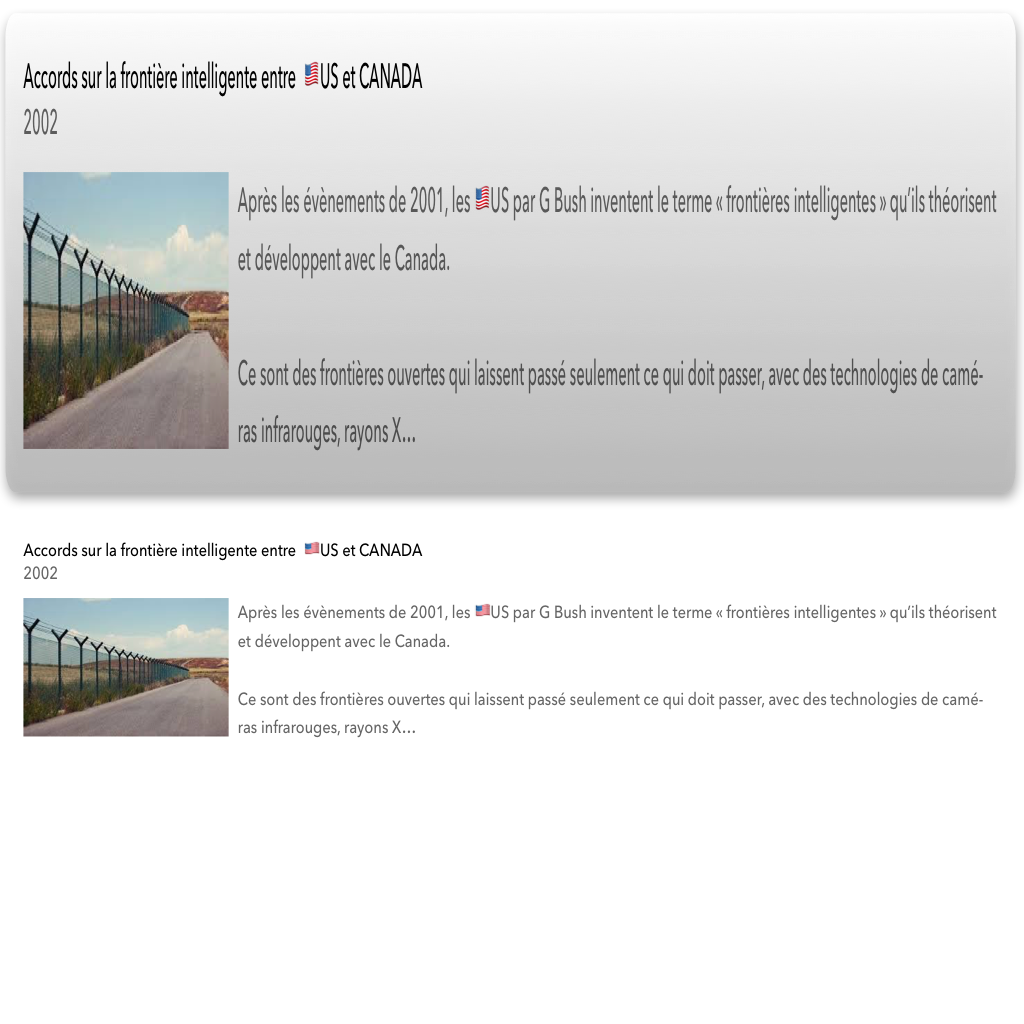 Accords sur la frontière intelligente entre 🇺🇸US et CANADA
2002
Après les évènements de 2001, les 🇺🇸US par G Bush inventent le terme « frontières intelligentes » qu’ils théorisent
et développent avec le Canada.
Ce sont des frontières ouvertes qui laissent passé seulement ce qui doit passer, avec des technologies de camé-
ras infrarouges, rayons X…
Accords sur la frontière intelligente entre 🇺🇸US et CANADA
2002
Après les évènements de 2001, les 🇺🇸US par G Bush inventent le terme « frontières intelligentes » qu’ils théorisent
et développent avec le Canada.
Ce sont des frontières ouvertes qui laissent passé seulement ce qui doit passer, avec des technologies de camé-
ras infrarouges, rayons X…